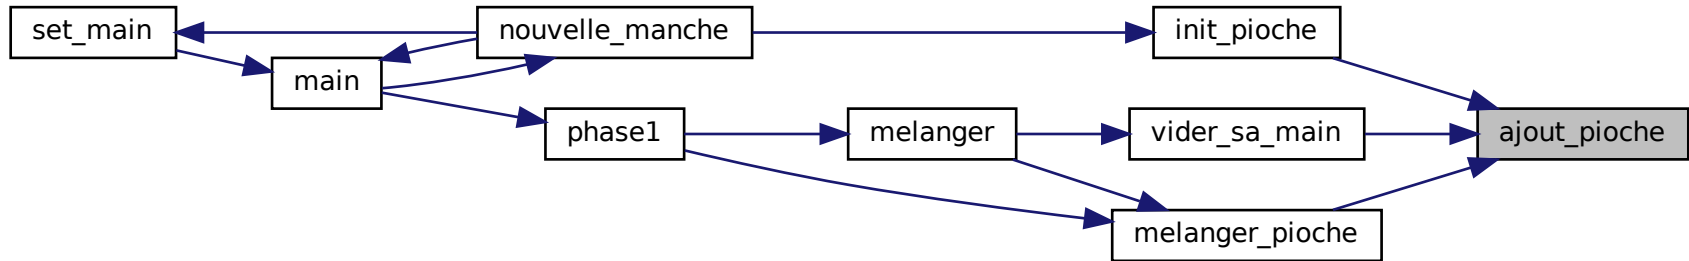 set_main
nouvelle_manche
init_pioche
main
phase1
melanger
vider_sa_main
ajout_pioche
melanger_pioche